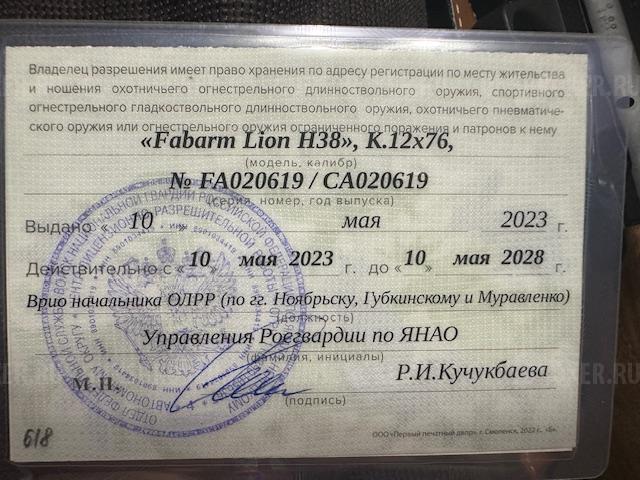 Владелец разрешения имеет право хранения по адресу регистрации по месту жительства
и ношения охотничьего огнестрельного длинноствольного оружия, спортивного
огнестрельного гладкоствольного длинноствольного оружия, охотничьего пневматиче-
ского оружия или огнестрельного оружия ограниченного поражения и патронов к нему
«Fabarm Lion H38», К.12х76,
(модель, калибр)
№ FA020619 / CA020619
(серия, номер, год выпуска)
Выдано « 10 мая 2023 г.
Действительно с «10 мая 2023 г. до «10» мая 2028 г.
Врио начальника ОЛРР (по гг. Ноябрьску, Губкинскому и Муравленко)
(должность)
Управления Росгвардии по ЯНАО
(фамилия, инициалы)
Р.И.Кучукбаева
М.П.
(подпись)
618
ООО «Первый печатный двор», г. Смоленск, 2022 г., «Б».